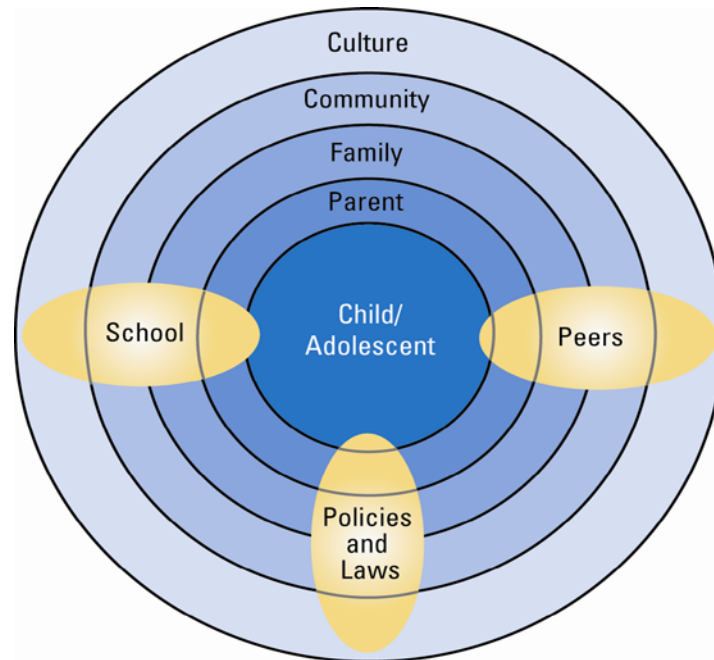 Culture
Community
Family
Parent
Child/
Adolescent
School
Peers
Policies
and
Laws